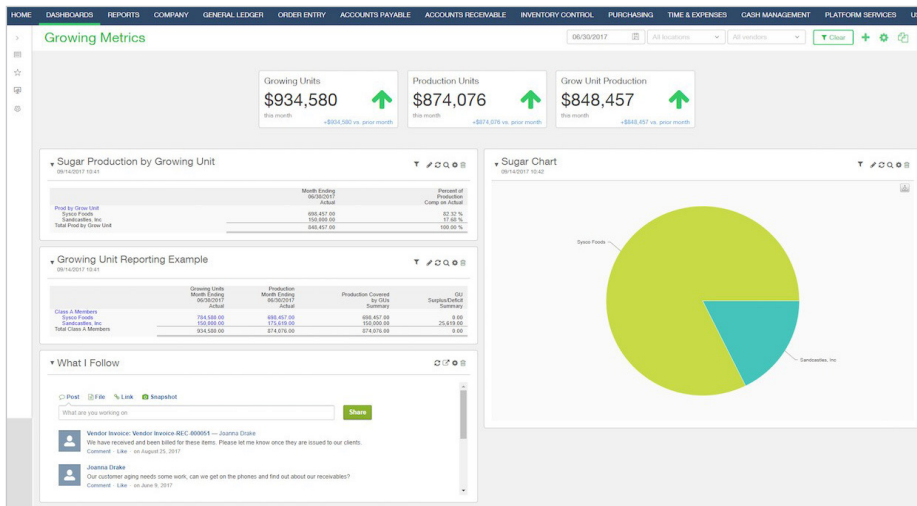 HOME DASHBOARDS REPORTS COMPANY GENERAL LEDGER ORDER ENTRY ACCOUNTS PAYABLE ACCOUNTS RECEIVABLE INVENTORY CONTROL PURCHASING TIME & EXPENSES CASH MANAGEMENT PLATFORM SERVICES US
Growing Metrics
06/30/2017 All locations All vendors Clear
Growing Units
$934,580
this month
+$934,580 vs. prior month
Production Units
$874,076
this month
+$874,076 vs. prior month
Grow Unit Production
$848,457
this month
+$848,457 vs. prior month
Sugar Production by Growing Unit
09/14/2017 10:41
Month Ending Percent of
06/30/2017 Production
Actual Comp on Actual
Prod by Grow Unit
Sysco Foods 698,457.00 82.32 %
Sandcastles, Inc 150,000.00 17.68 %
Total Prod by Grow Unit 848,457.00 100.00 %
Growing Unit Reporting Example
09/14/2017 10:41
Growing Units Production
Month Ending Month Ending Production Covered GU
06/30/2017 06/30/2017 by GUs Surplus/Deficit
Actual Actual Summary Summary
Class A Members
Sysco Foods 784,580.00 698,457.00 698,457.00 0.00
Sandcastles, Inc 150,000.00 175,619.00 150,000.00 25,619.00
Total Class A Members 934,580.00 874,076.00 874,076.00 0.00
What I Follow
Post File Link Snapshot
What are you working on
Share
Vendor Invoice: Vendor Invoice-REC-000051 — Joanna Drake
We have received and been billed for these items. Please let me know once they are issued to our clients.
Comment · Like · on August 25, 2017
Joanna Drake
Our customer aging needs some work, can we get on the phones and find out about our receivables?
Comment · Like · on June 9, 2017
Sugar Chart
09/14/2017 10:42
Sysco Foods
Sandcastles, Inc